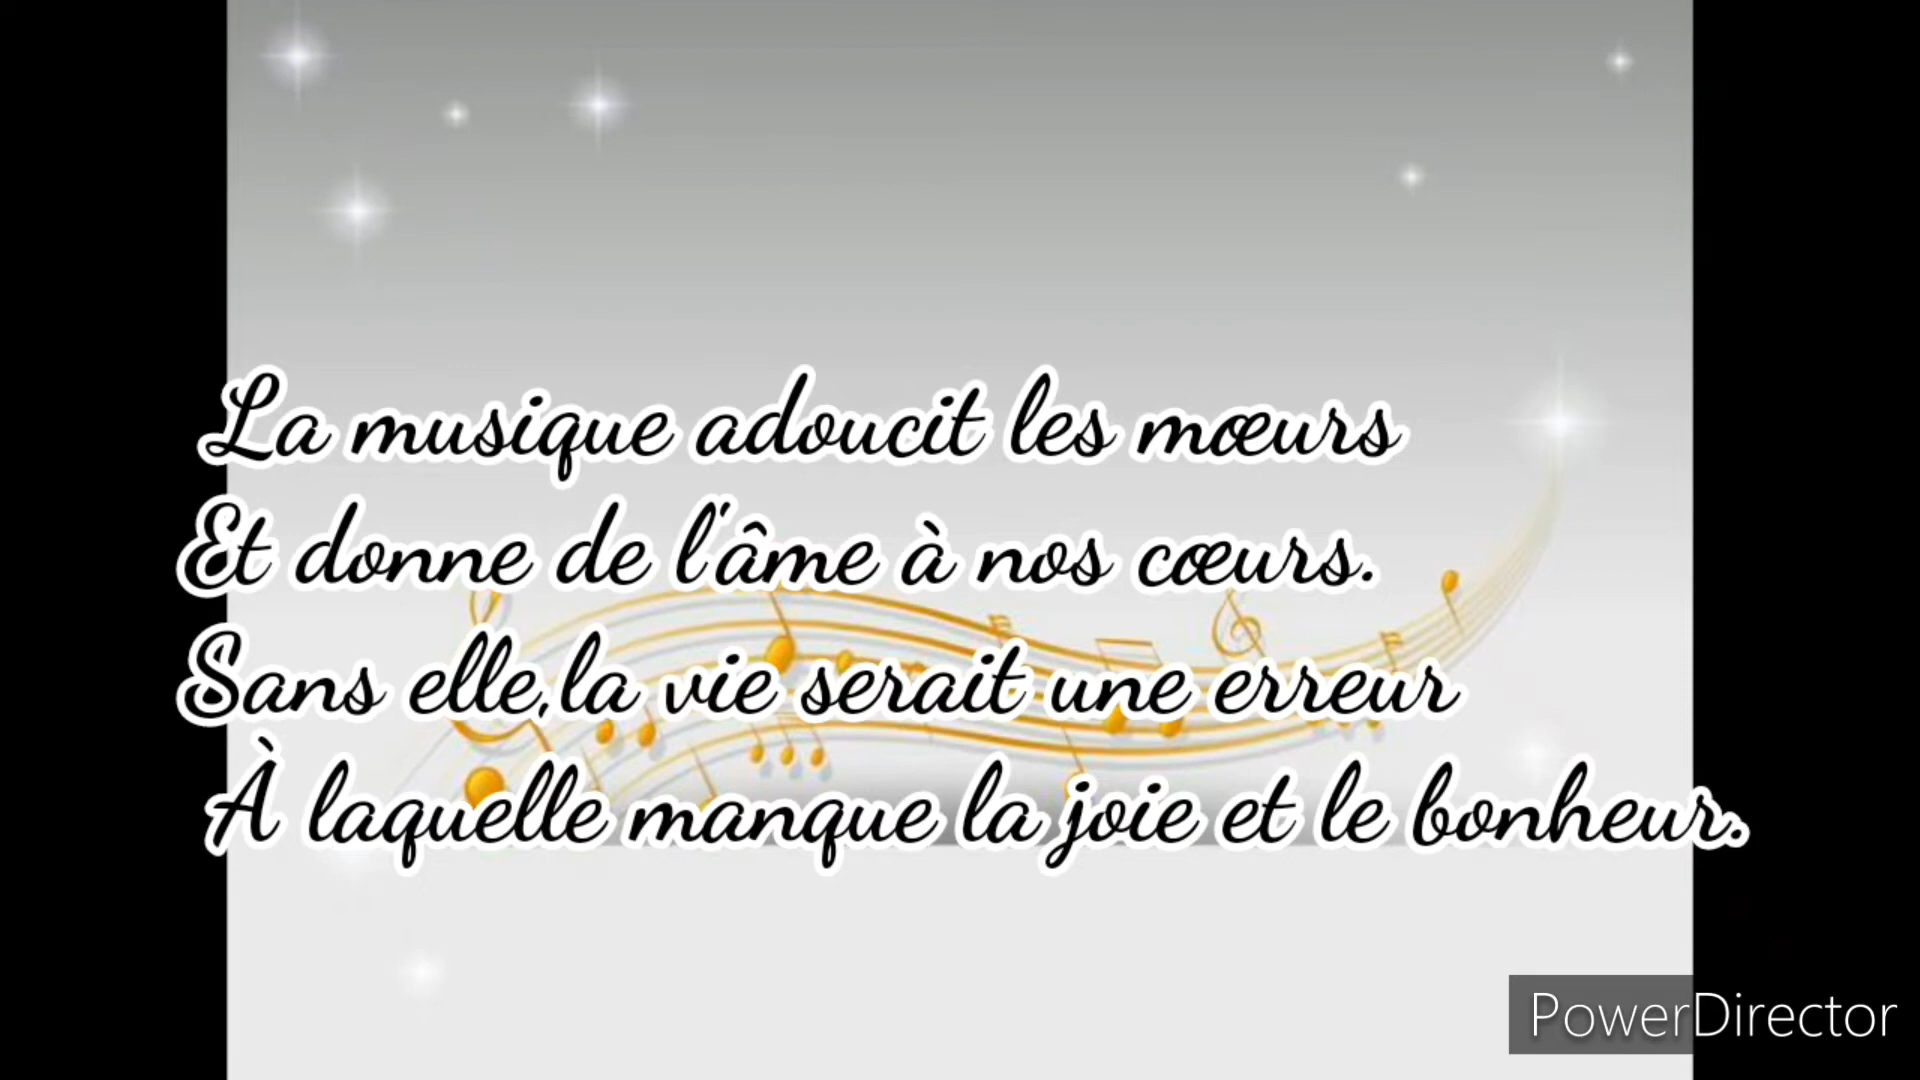 La musique adoucit les mœurs
Et donne de l'âme à nos cœurs.
Sans elle,la vie serait une erreur
À laquelle manque la joie et le bonheur.
PowerDirector